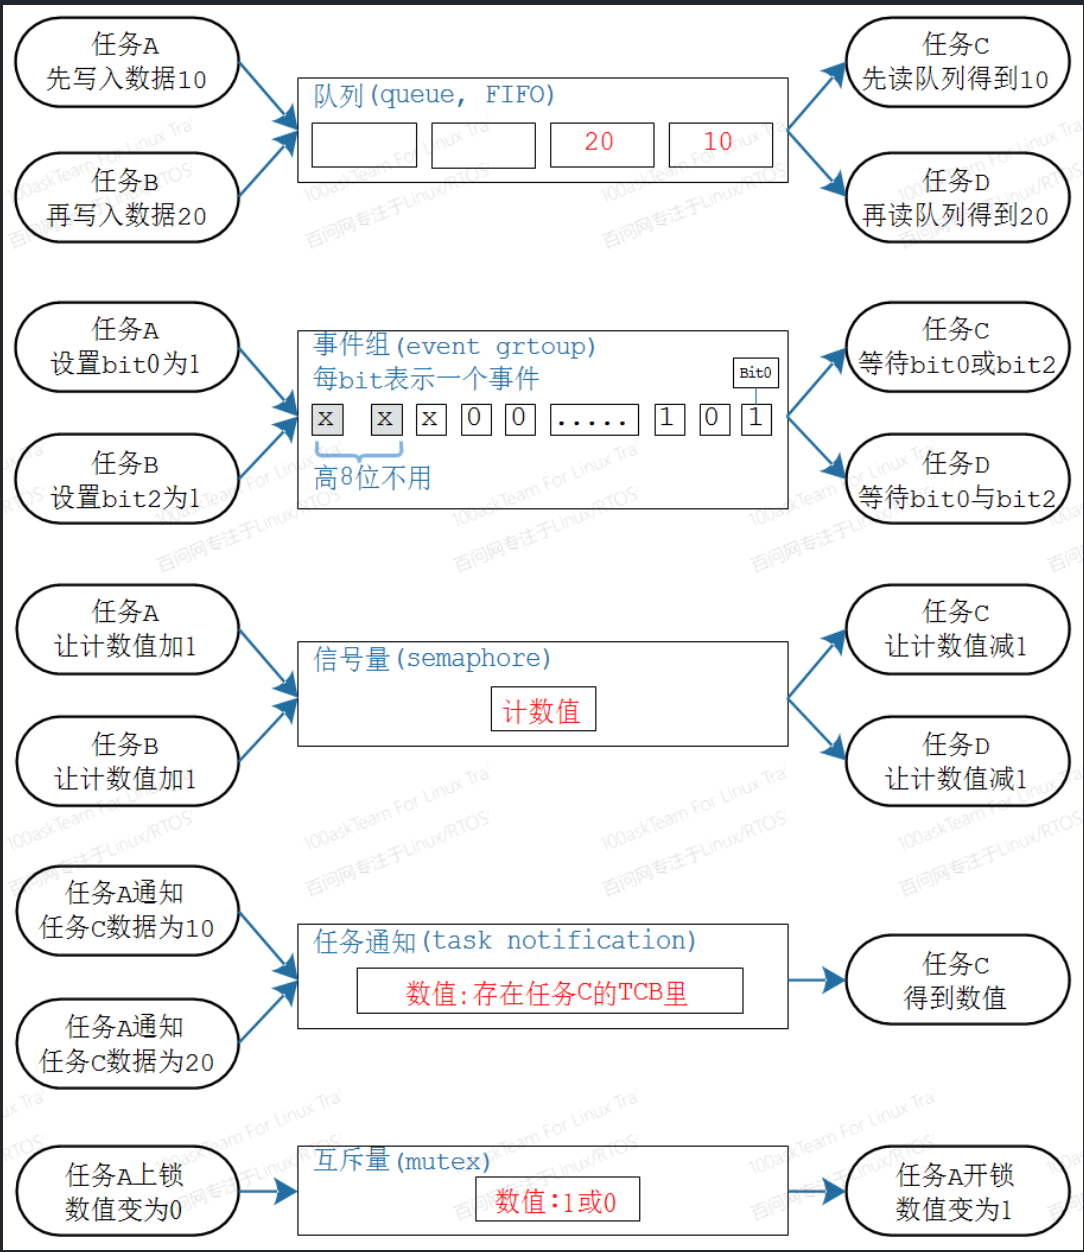 任务A
先写入数据10
任务B
再写入数据20
队列(queue, FIFO)
20
10
任务C
先读队列得到10
任务D
再读队列得到20
任务A
设置bit0为1
任务B
设置bit2为1
事件组(event grtoup)
每bit表示一个事件
Bit0
x x x 0 0 ..... 1 0 1
高8位不用
任务C
等待bit0或bit2
任务D
等待bit0与bit2
任务A
让计数值加1
任务B
让计数值加1
信号量(semaphore)
计数值
任务C
让计数值减1
任务D
让计数值减1
任务A通知
任务C数据为10
任务A通知
任务C数据为20
任务通知(task notification)
数值:存在任务C的TCB里
任务C
得到数值
任务A上锁
数值变为0
互斥量(mutex)
数值:1或0
任务A开锁
数值变为1
100askTeam For Linux Tra
百问网专注于Linux/RTOS